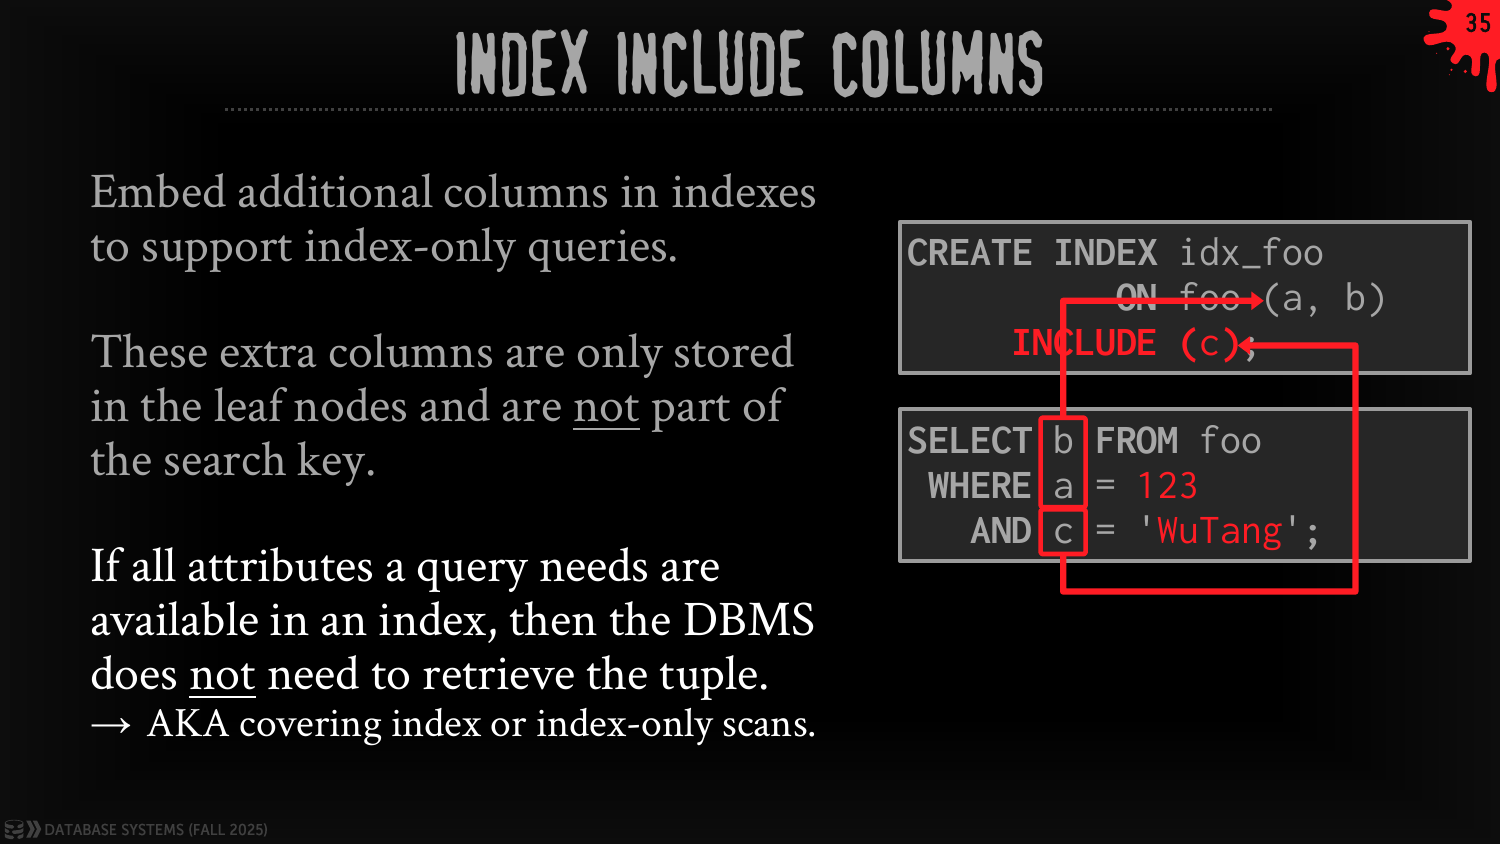 35
INDEX INCLUDE COLUMNS
Embed additional columns in indexes
to support index-only queries.
These extra columns are only stored
in the leaf nodes and are not part of
the search key.
If all attributes a query needs are
available in an index, then the DBMS
does not need to retrieve the tuple.
→ AKA covering index or index-only scans.
CREATE INDEX idx_foo
ON foo (a, b)
INCLUDE (c);
SELECT b FROM foo
WHERE a = 123
AND c = 'WuTang';
DATABASE SYSTEMS (FALL 2025)